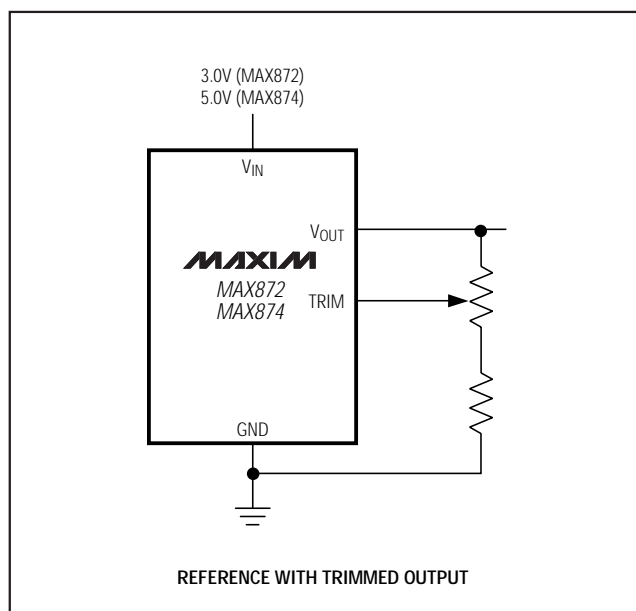 3.0V (MAX872)
5.0V (MAX874)
VIN
VOUT
MAXIM
MAX872
TRIM
MAX874
GND
REFERENCE WITH TRIMMED OUTPUT